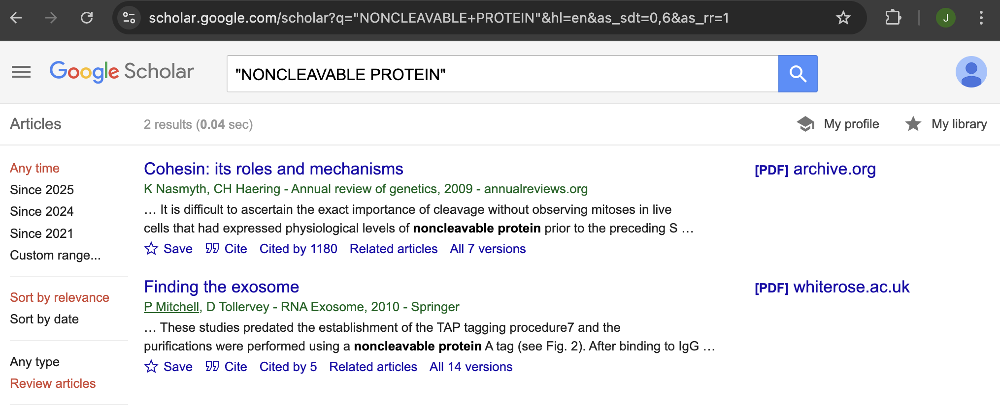 scholar.google.com/scholar?q="NONCLEAVABLE+PROTEIN"&hl=en&as_sdt=0,6&as_rr=1
J
Google Scholar
"NONCLEAVABLE PROTEIN"
Articles
2 results (0.04 sec)
My profile
My library
Any time
Since 2025
Since 2024
Since 2021
Custom range...
Sort by relevance
Sort by date
Any type
Review articles
Cohesin: its roles and mechanisms
K Nasmyth, CH Haering - Annual review of genetics, 2009 - annualreviews.org
… It is difficult to ascertain the exact importance of cleavage without observing mitoses in live
cells that had expressed physiological levels of noncleavable protein prior to the preceding S …
Save Cite Cited by 1180 Related articles All 7 versions
[PDF] archive.org
Finding the exosome
P Mitchell, D Tollervey - RNA Exosome, 2010 - Springer
… These studies predated the establishment of the TAP tagging procedure7 and the
purifications were performed using a noncleavable protein A tag (see Fig. 2). After binding to IgG …
Save Cite Cited by 5 Related articles All 14 versions
[PDF] whiterose.ac.uk